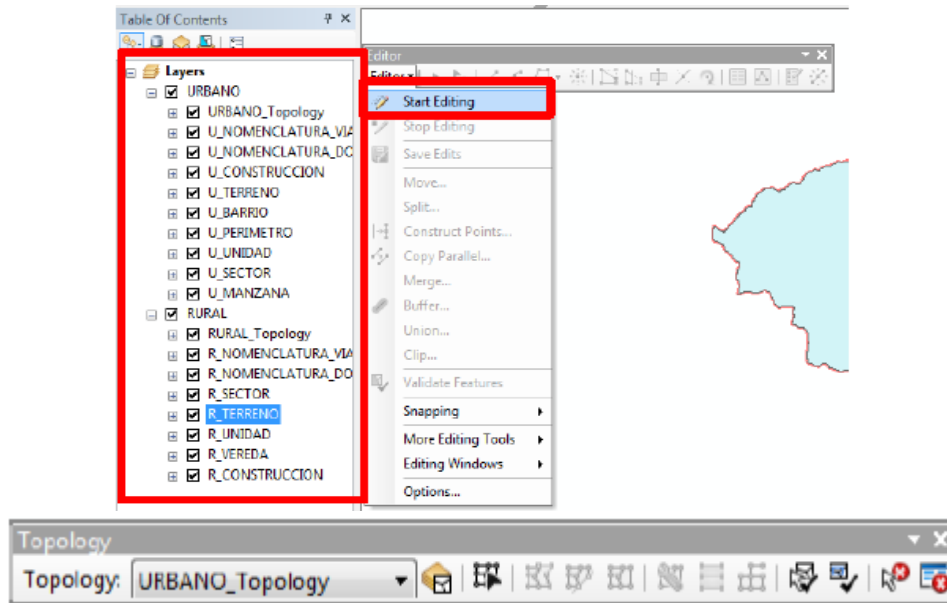 Table Of Contents
Layers
URBANO
URBANO_Topology
U_NOMENCLATURA_VIA
U_NOMENCLATURA_DO
U_CONSTRUCCION
U_TERRENO
U_BARRIO
U_PERIMETRO
U_UNIDAD
U_SECTOR
U_MANZANA
RURAL
RURAL_Topology
R_NOMENCLATURA_VIA
R_NOMENCLATURA_DO
R_SECTOR
R_TERRENO
R_UNIDAD
R_VEREDA
R_CONSTRUCCION
Editor
Editor
Start Editing
Stop Editing
Save Edits
Move...
Split...
Construct Points...
Copy Parallel...
Merge...
Buffer...
Union...
Clip...
Validate Features
Snapping
More Editing Tools
Editing Windows
Options...
Topology
Topology: URBANO_Topology